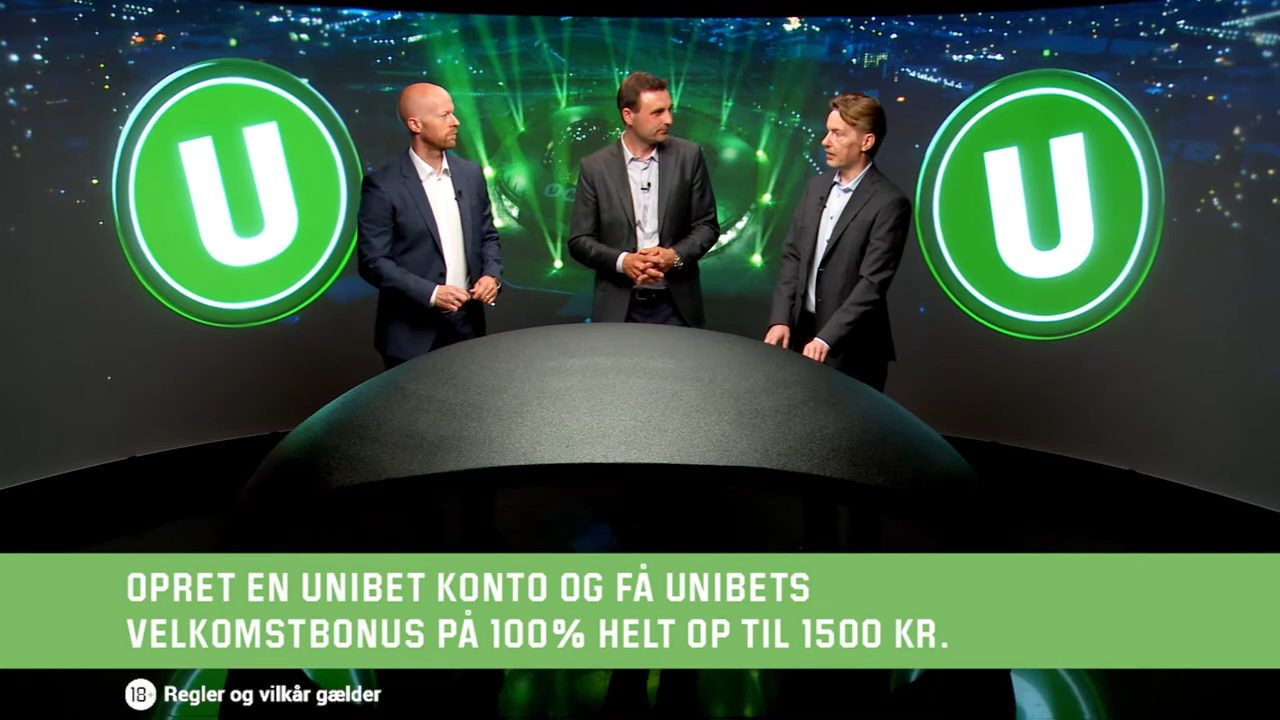 U
U
OPRET EN UNIBET KONTO OG FÅ UNIBETS
VELKOMSTBONUS PÅ 100% HELT OP TIL 1500 KR.
18+ Regler og vilkår gælder